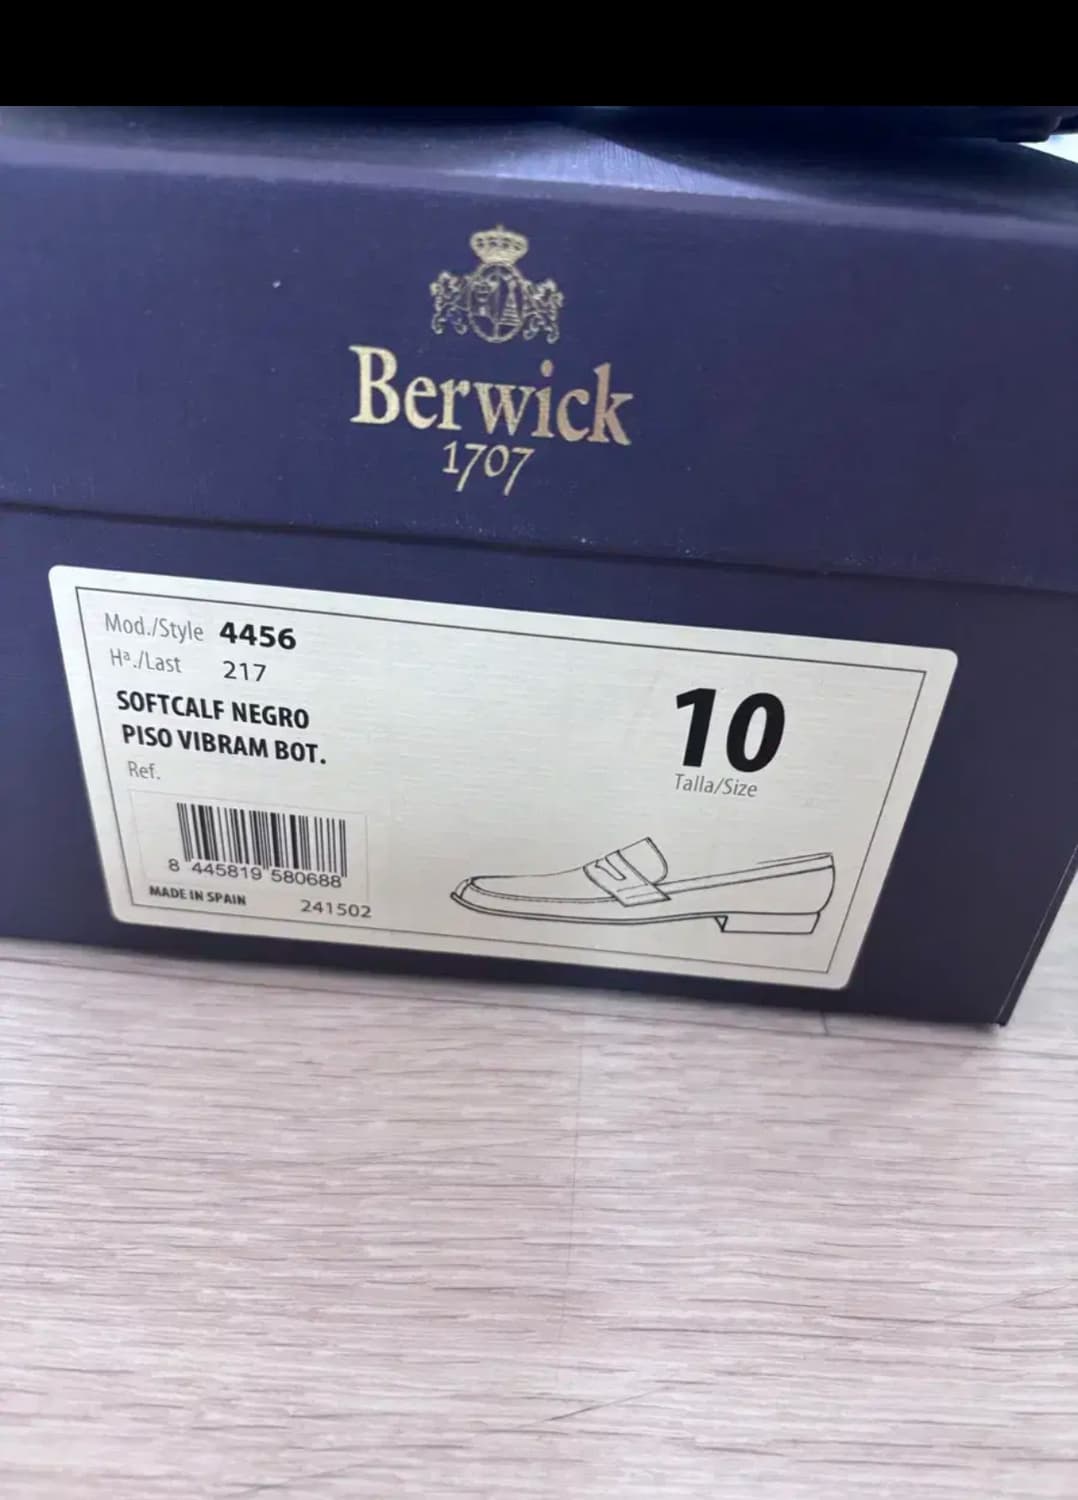 Berwick
1707
Mod./Style 4456
Hª./Last 217
SOFTCALF NEGRO
PISO VIBRAM BOT.
Ref.
10
Talla/Size
8 445819 580688
MADE IN SPAIN 241502